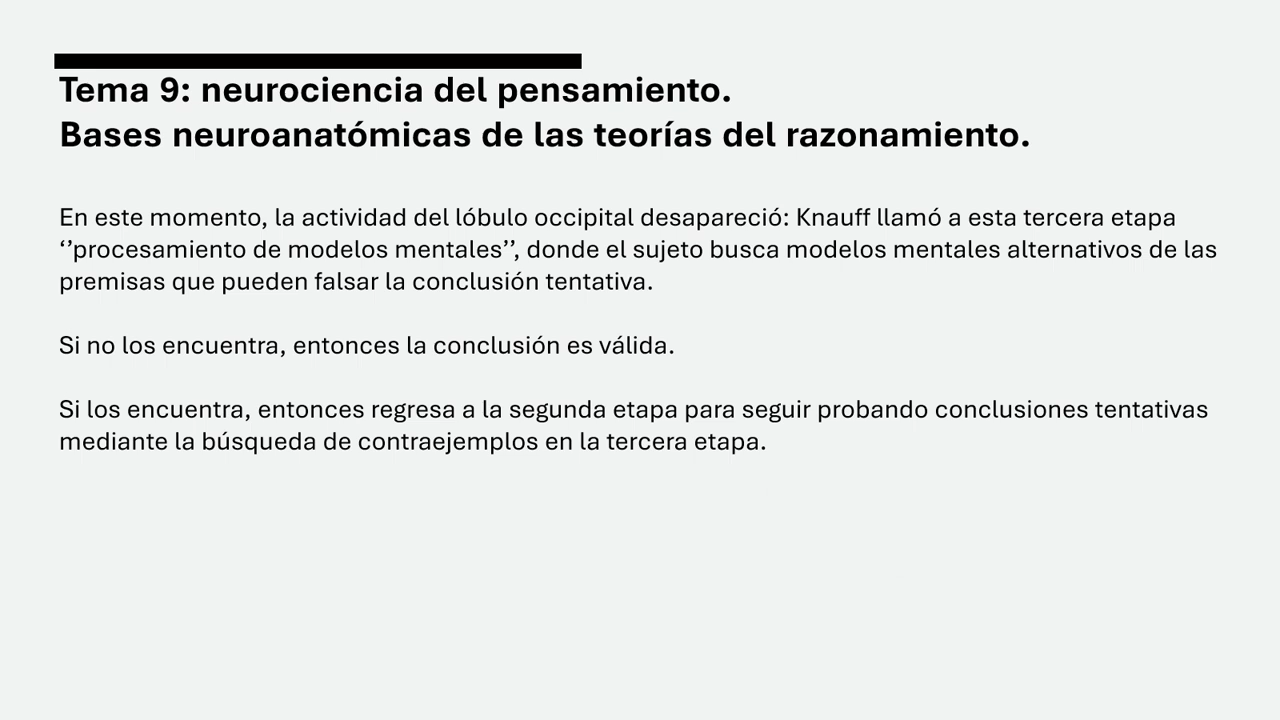 Tema 9: neurociencia del pensamiento.
Bases neuroanatómicas de las teorías del razonamiento.
En este momento, la actividad del lóbulo occipital desapareció: Knauff llamó a esta tercera etapa
‘’procesamiento de modelos mentales’’, donde el sujeto busca modelos mentales alternativos de las
premisas que pueden falsar la conclusión tentativa.
Si no los encuentra, entonces la conclusión es válida.
Si los encuentra, entonces regresa a la segunda etapa para seguir probando conclusiones tentativas
mediante la búsqueda de contraejemplos en la tercera etapa.